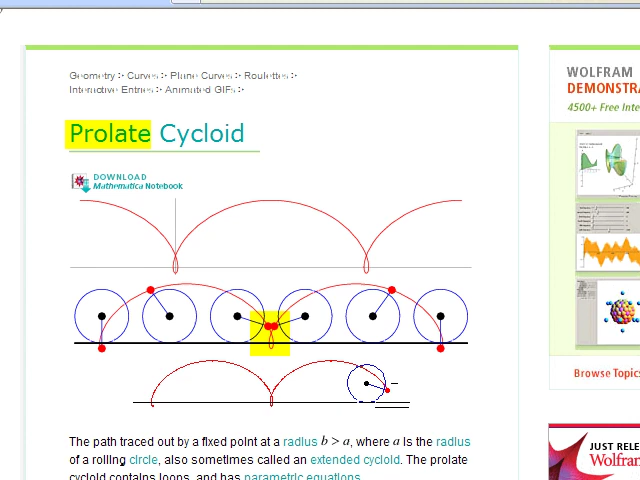 Geometry > Curves > Plane Curves > Roulettes >
Interactive Entries > Animated GIFs >
Prolate Cycloid
DOWNLOAD
Mathematica Notebook
The path traced out by a fixed point at a radius b > a, where a is the radius
of a rolling circle, also sometimes called an extended cycloid. The prolate
cycloid contains loops, and has parametric equations
WOLFRAM
DEMONSTRA
4500+ Free Inte
Browse Topics
JUST RELE
Wolfra